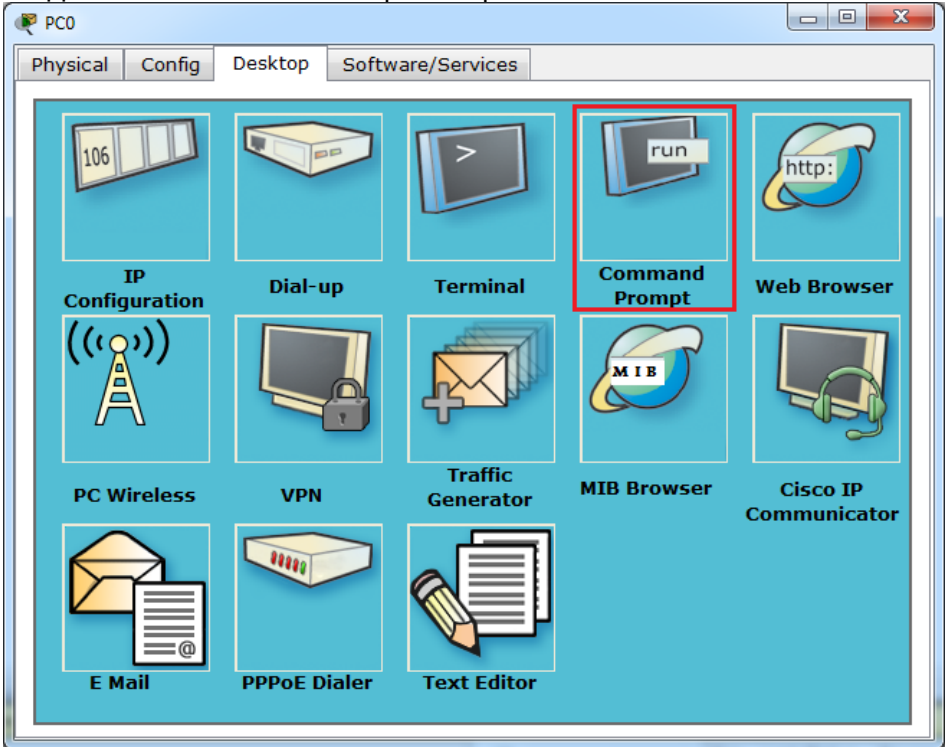 PC0
Physical Config Desktop Software/Services
106
>
run
http:
IP
Configuration
Dial-up
Terminal
Command
Prompt
Web Browser
MIB
PC Wireless
VPN
Traffic
Generator
MIB Browser
Cisco IP
Communicator
@
E Mail
PPPoE Dialer
Text Editor